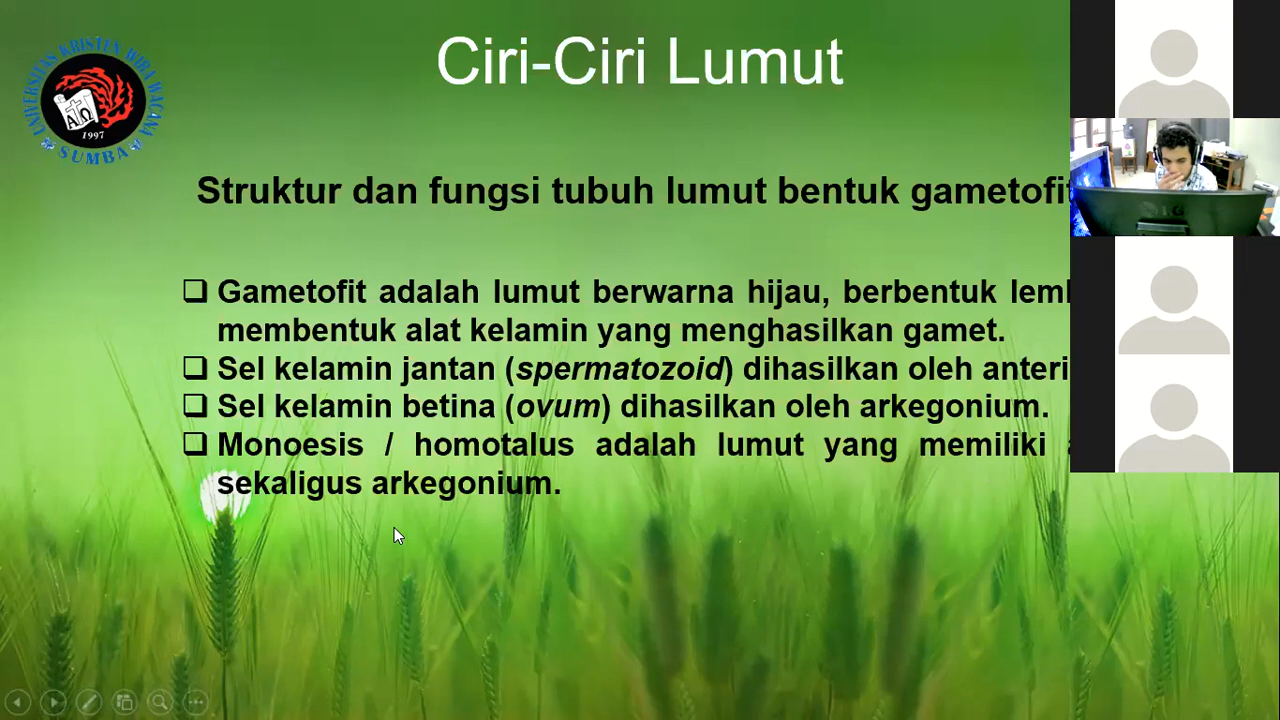 Ciri-Ciri Lumut
UNIVERSITAS KRISTEN WIRA WACANA
1997
SUMBA
Struktur dan fungsi tubuh lumut bentuk gametofit
❑ Gametofit adalah lumut berwarna hijau, berbentuk
membentuk alat kelamin yang menghasilkan gamet.
❑ Sel kelamin jantan (spermatozoid) dihasilkan oleh
❑ Sel kelamin betina (ovum) dihasilkan oleh arkegonium.
❑ Monoesis / homotalus adalah lumut yang memiliki
sekaligus arkegonium.